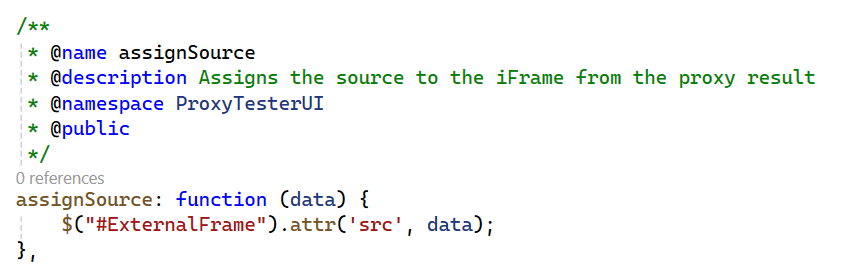 /**
* @name assignSource
* @description Assigns the source to the iFrame from the proxy result
* @namespace ProxyTesterUI
* @public
*/
0 references
assignSource: function (data) {
    $("#ExternalFrame").attr('src', data);
},